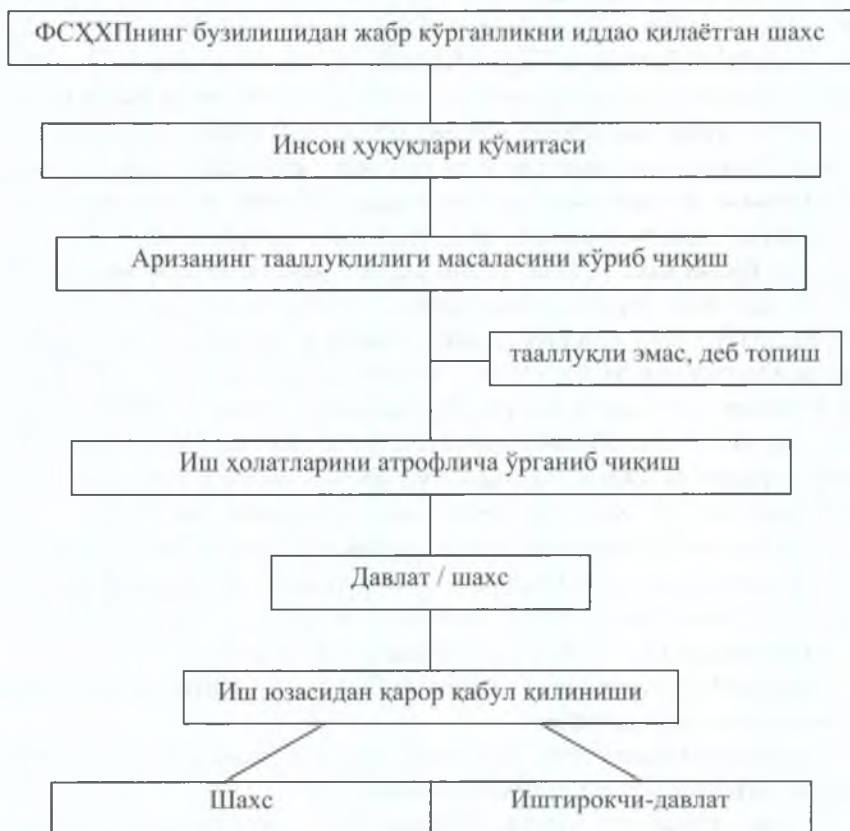 ФСҲҲПнинг бузилишидан жабр кўрганликни иддао қилаётган шахс
Инсон ҳуқуқлари қўмитаси
Аризанинг тааллуқлилиги масаласини кўриб чиқиш
тааллуқли эмас, деб топиш
Иш ҳолатларини атрофлича ўрганиб чиқиш
Давлат / шахс
Иш юзасидан қарор қабул қилиниши
Шахс
Иштирокчи-давлат